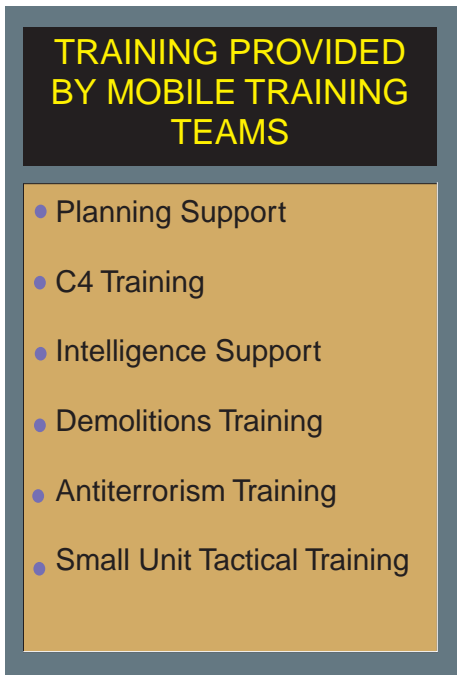 TRAINING PROVIDED
BY MOBILE TRAINING
TEAMS
Planning Support
C4 Training
Intelligence Support
Demolitions Training
Antiterrorism Training
Small Unit Tactical Training